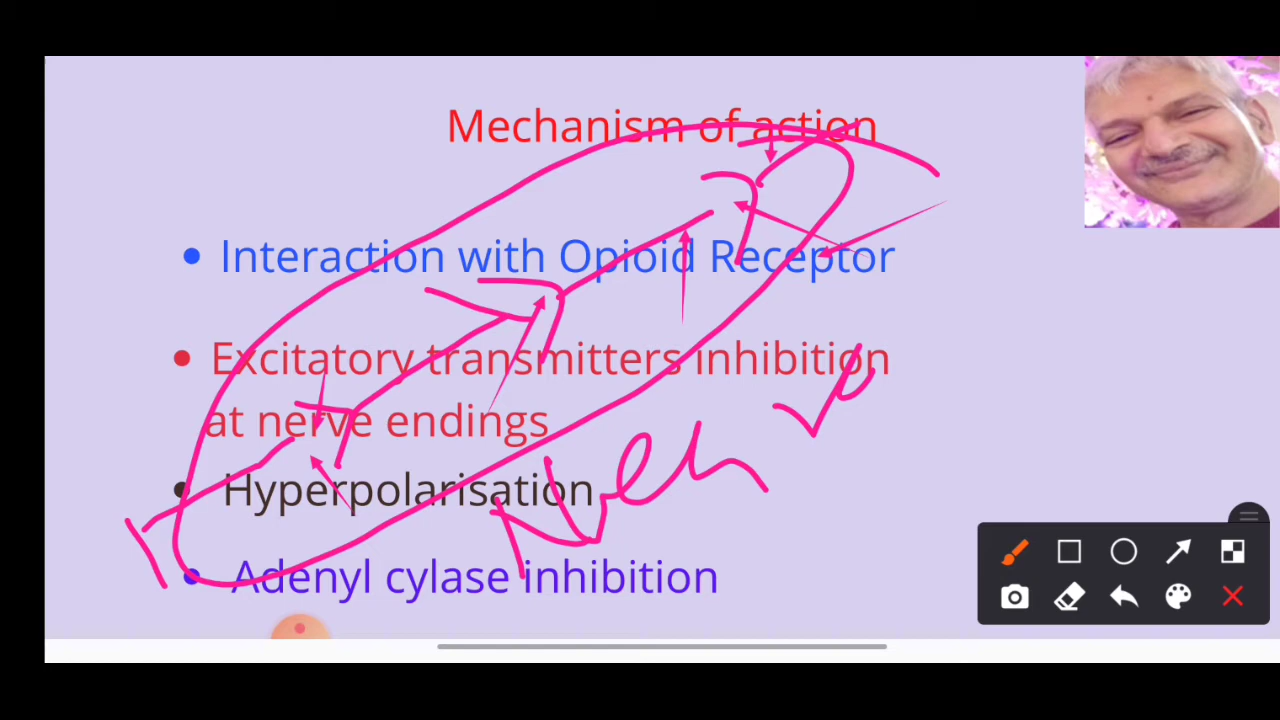 Mechanism of action
• Interaction with Opioid Receptor
• Excitatory transmitters inhibition
at nerve endings
• Hyperpolarisation
• Adenyl cylase inhibition